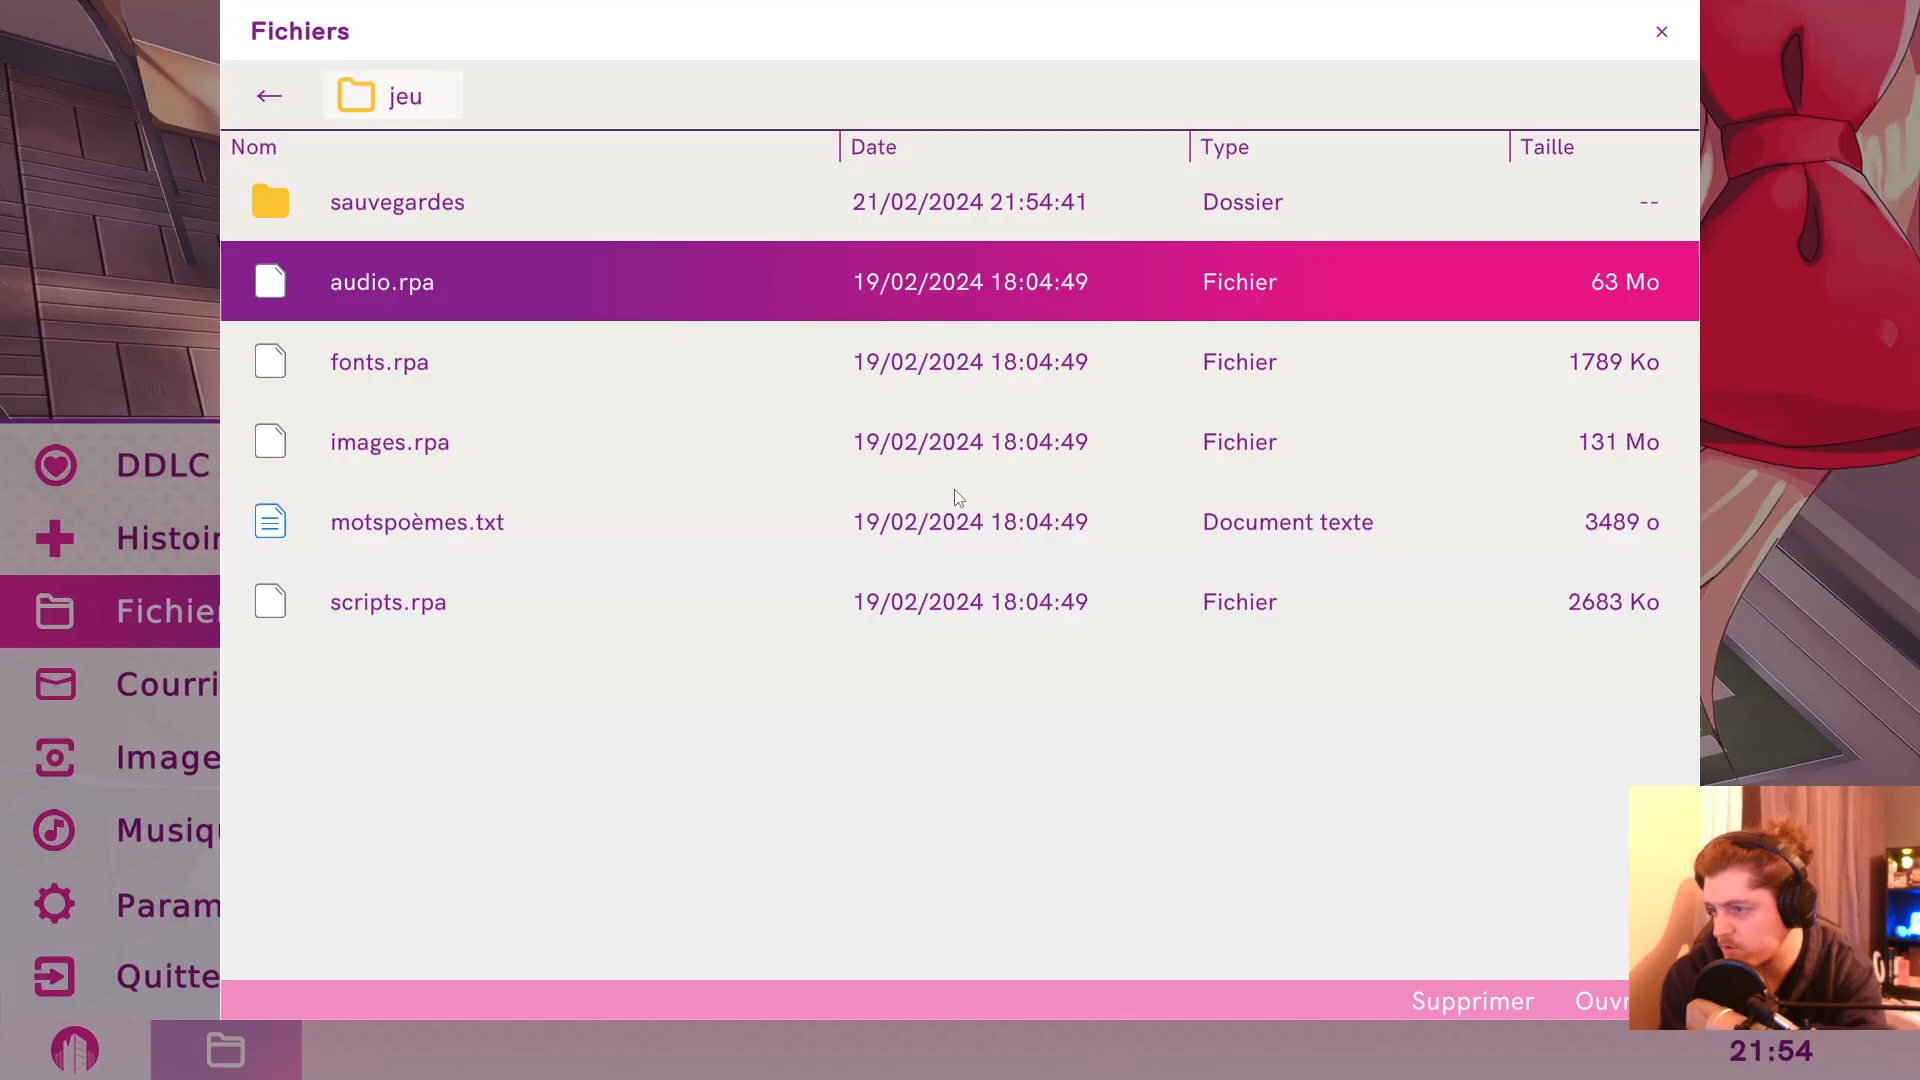 Fichiers
×
← jeu
Nom Date Type Taille
sauvegardes 21/02/2024 21:54:41 Dossier --
audio.rpa 19/02/2024 18:04:49 Fichier 63 Mo
fonts.rpa 19/02/2024 18:04:49 Fichier 1789 Ko
images.rpa 19/02/2024 18:04:49 Fichier 131 Mo
motspoèmes.txt 19/02/2024 18:04:49 Document texte 3489 o
scripts.rpa 19/02/2024 18:04:49 Fichier 2683 Ko
DDLC
Histoir
Fichier
Courri
Image
Musiqu
Param
Quitte
Supprimer Ouvr
21:54